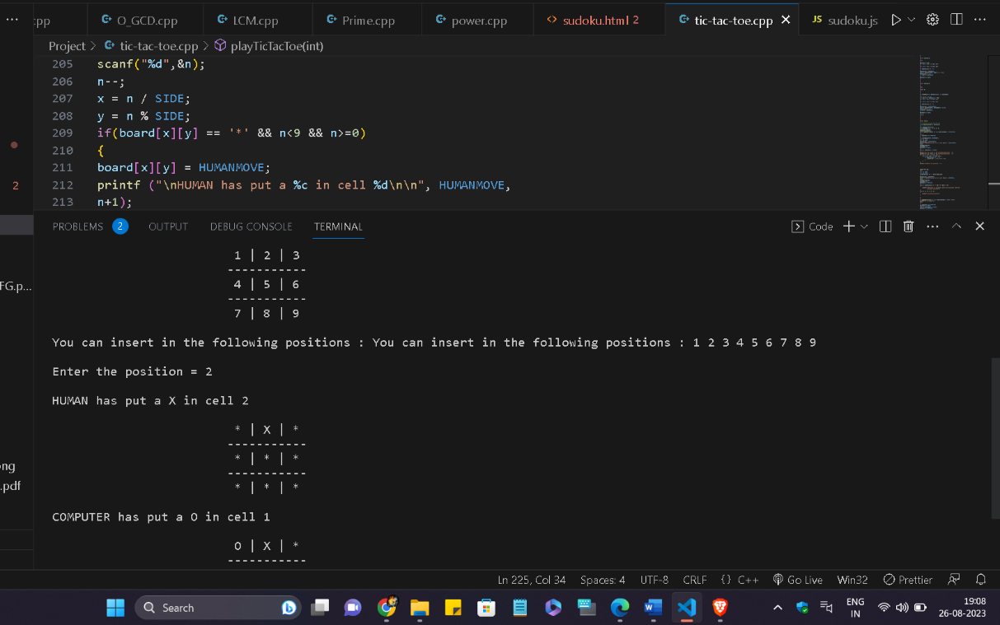 .cpp O_GCD.cpp LCM.cpp Prime.cpp power.cpp sudoku.html 2 tic-tac-toe.cpp JS sudoku.js
Project > tic-tac-toe.cpp > playTicTacToe(int)
205 scanf("%d",&n);
206 n--;
207 x = n / SIDE;
208 y = n % SIDE;
209 if(board[x][y] == '*' && n<9 && n>=0)
210 {
211 board[x][y] = HUMANMOVE;
212 printf ("\nHUMAN has put a %c in cell %d\n\n", HUMANMOVE,
213 n+1);
2
FG.p...
ong
.pdf
PROBLEMS 2 OUTPUT DEBUG CONSOLE TERMINAL Code
1 | 2 | 3
-----------
4 | 5 | 6
-----------
7 | 8 | 9
You can insert in the following positions : You can insert in the following positions : 1 2 3 4 5 6 7 8 9
Enter the position = 2
HUMAN has put a X in cell 2
* | X | *
-----------
* | * | *
-----------
* | * | *
COMPUTER has put a O in cell 1
O | X | *
-----------
Ln 225, Col 34 Spaces: 4 UTF-8 CRLF {} C++ Go Live Win32 Prettier
Search
ENG
IN
19:08
26-08-2023